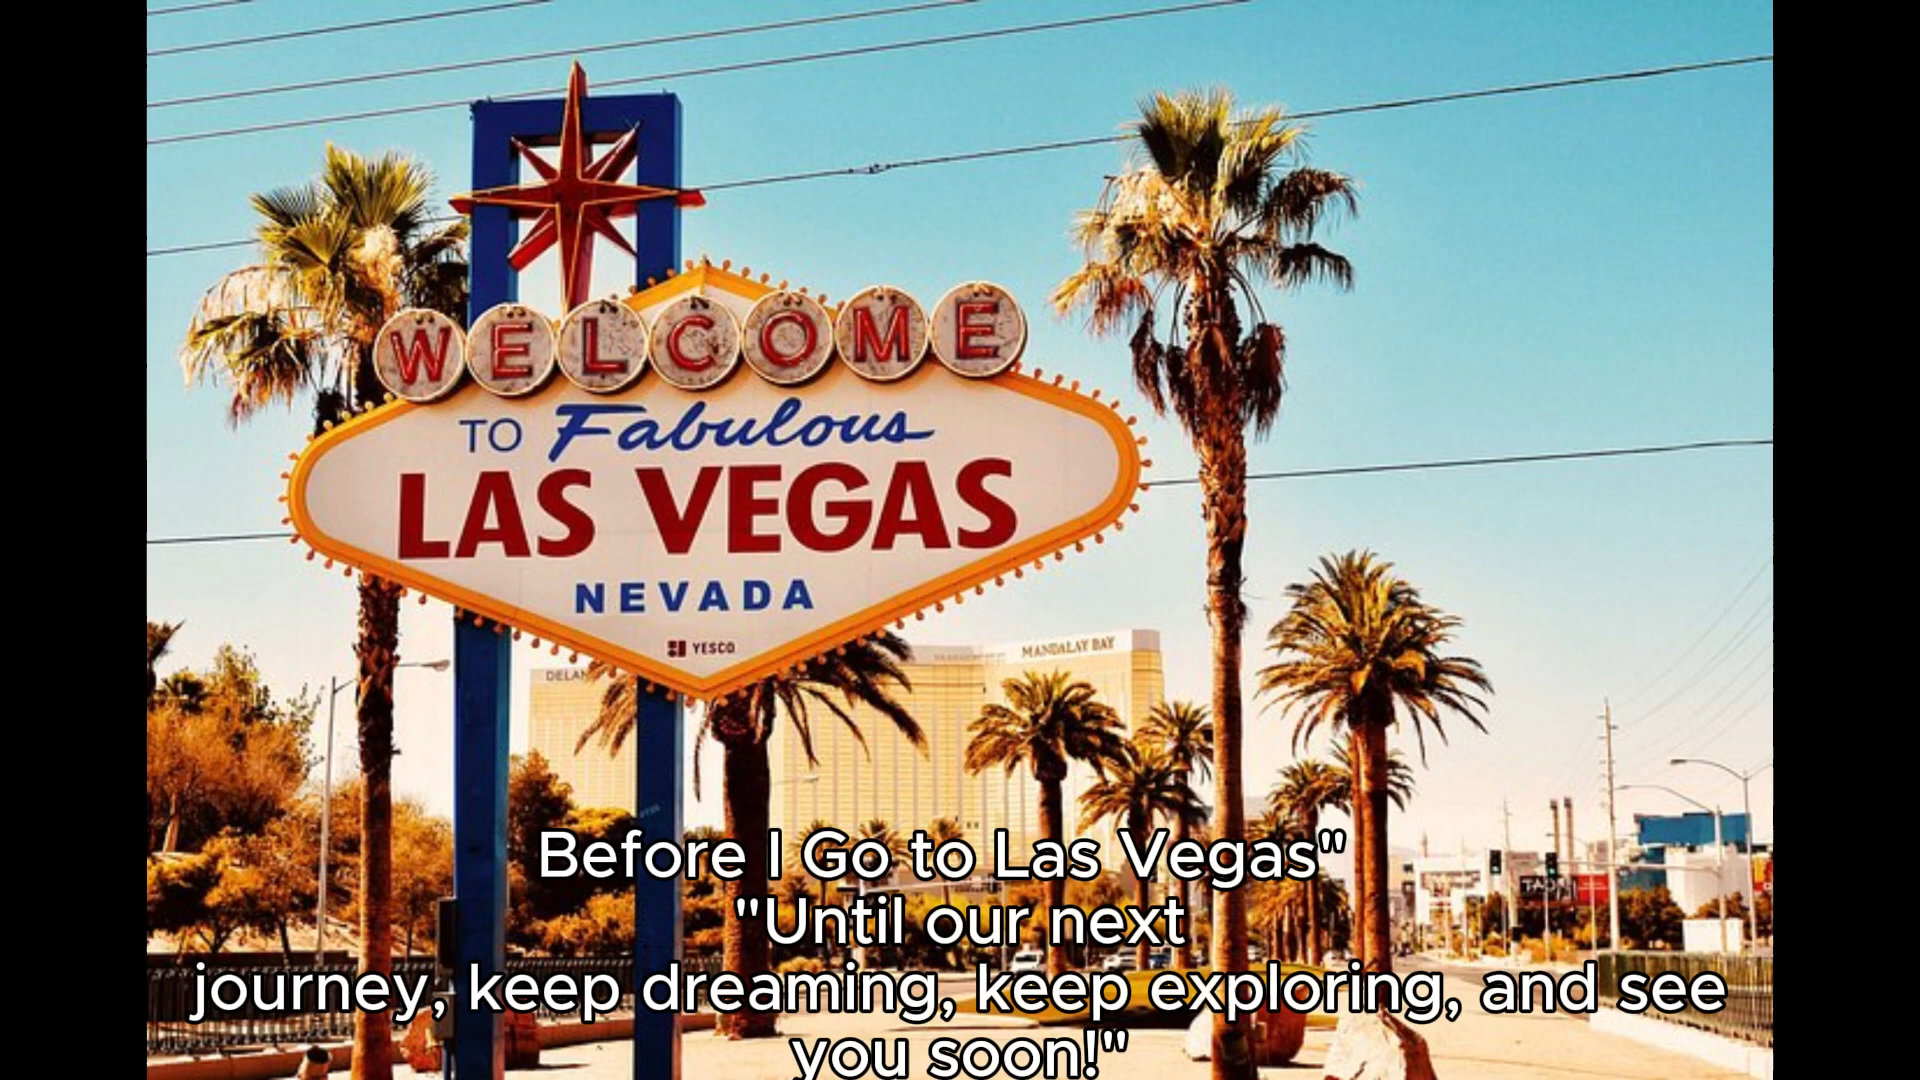 WELCOME
TO Fabulous
LAS VEGAS
NEVADA
YESCO
MANDALAY BAY
Before I Go to Las Vegas"
"Until our next
journey, keep dreaming, keep exploring, and see
you soon!"